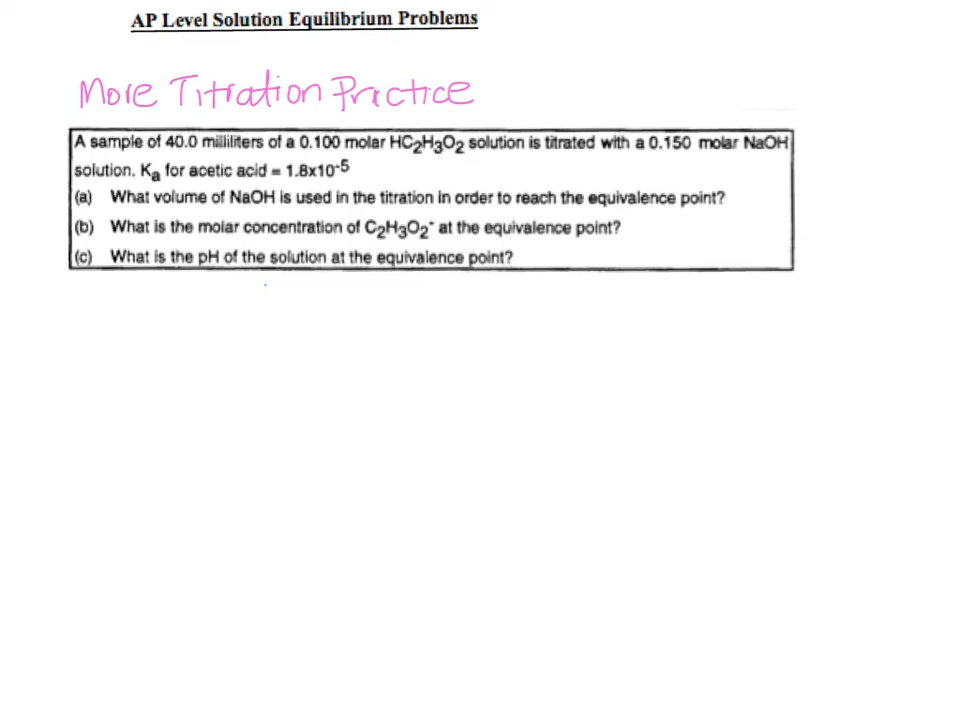 AP Level Solution Equilibrium Problems
More Titration Practice
A sample of 40.0 milliliters of a 0.100 molar HC₂H₃O₂ solution is titrated with a 0.150 molar NaOH
solution. Kₐ for acetic acid = 1.8x10⁻⁵
(a) What volume of NaOH is used in the titration in order to reach the equivalence point?
(b) What is the molar concentration of C₂H₃O₂⁻ at the equivalence point?
(c) What is the pH of the solution at the equivalence point?